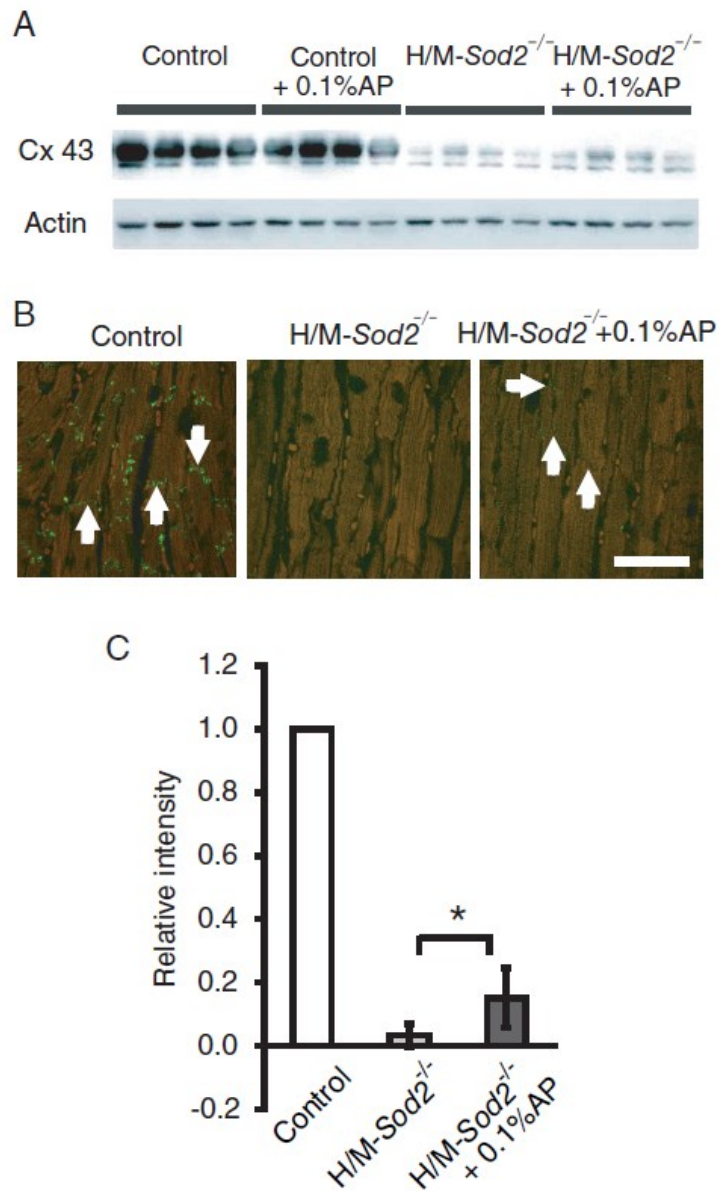 A
Control
Control
+ 0.1%AP
H/M-Sod2⁻/⁻
H/M-Sod2⁻/⁻
+ 0.1%AP
Cx 43
Actin
B
Control
H/M-Sod2⁻/⁻
H/M-Sod2⁻/⁻+0.1%AP
C
Relative intensity
1.2
1.0
0.8
0.6
0.4
0.2
0.0
-0.2
*
Control
H/M-Sod2⁻/⁻
H/M-Sod2⁻/⁻
+ 0.1%AP